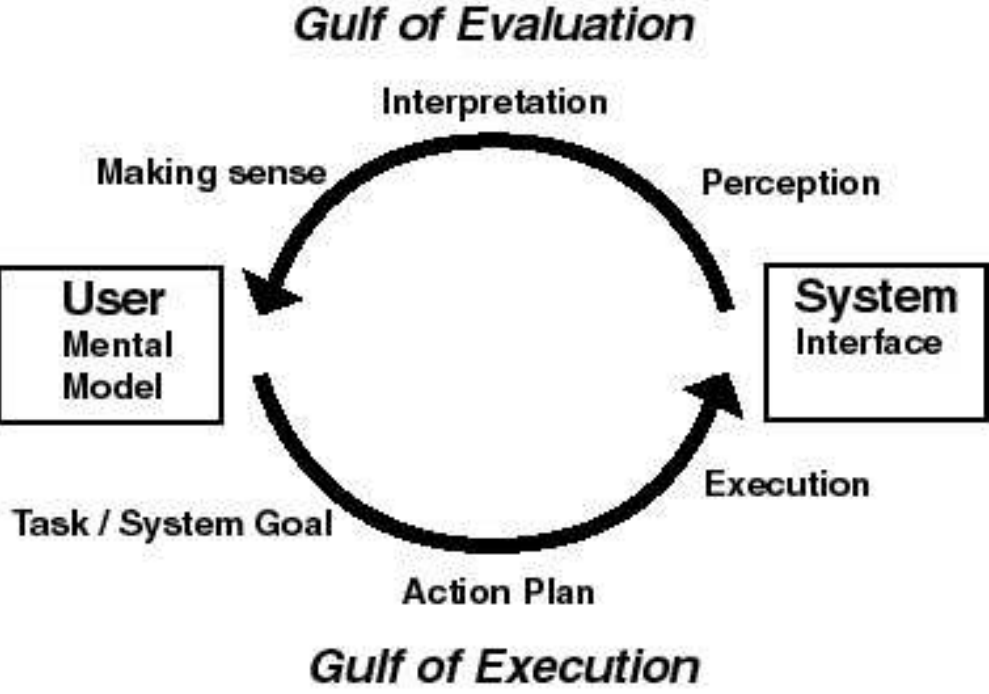 Gulf of Evaluation
Interpretation
Making sense
Perception
User
Mental
Model
System
Interface
Task / System Goal
Execution
Action Plan
Gulf of Execution